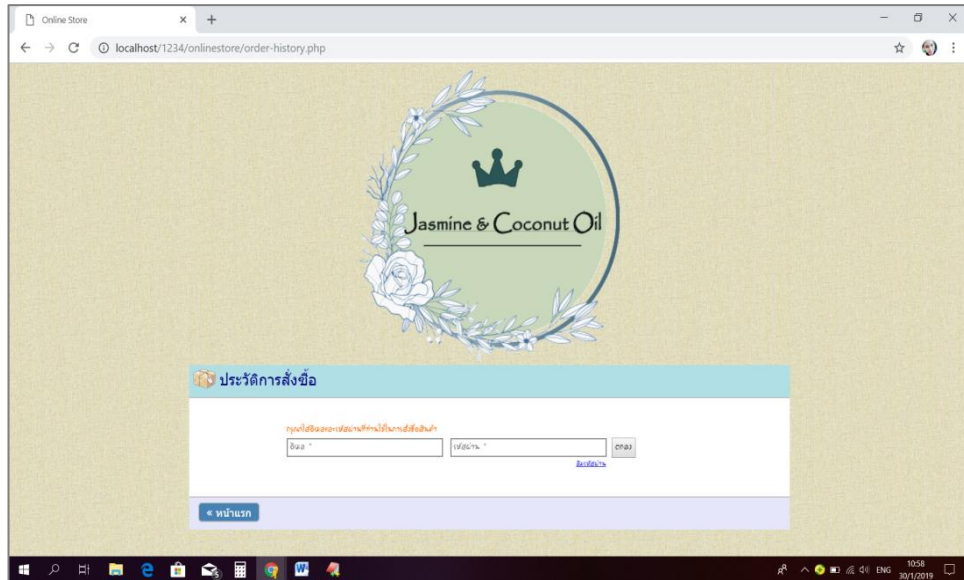 Online Store
localhost/1234/onlinestore/order-history.php
Jasmine & Coconut Oil
ประวัติการสั่งซื้อ
กรุณาใส่อีเมลและรหัสผ่านที่ท่านใช้ในการสั่งซื้อสินค้า
อีเมล * รหัสผ่าน * ตกลง
ลืมรหัสผ่าน
« หน้าแรก
ENG 10:58
30/1/2019